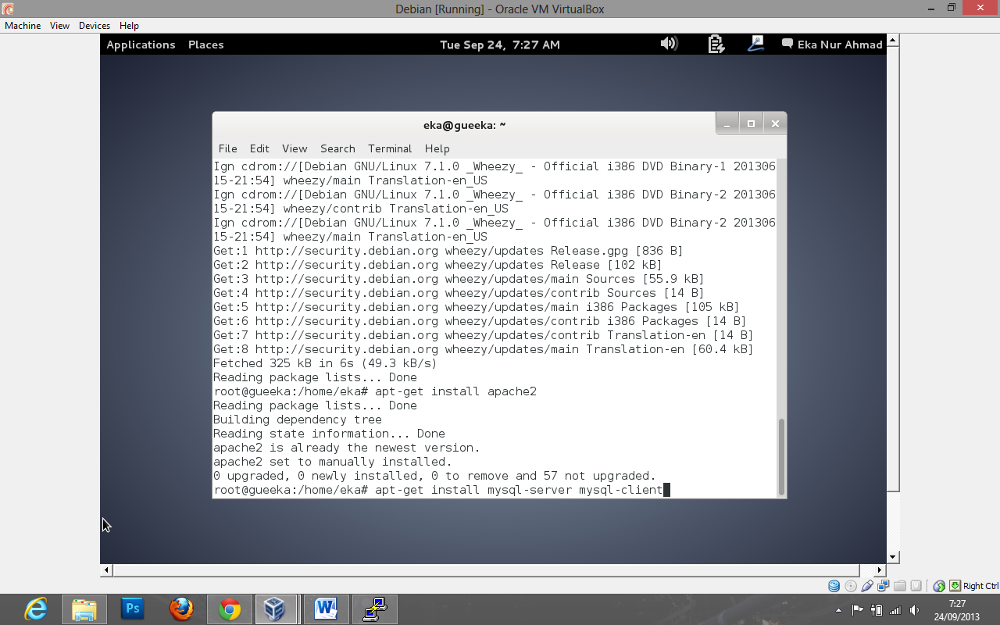 Debian [Running] - Oracle VM VirtualBox
Machine View Devices Help
Applications Places Tue Sep 24, 7:27 AM Eka Nur Ahmad
eka@gueeka: ~
File Edit View Search Terminal Help
Ign cdrom://[Debian GNU/Linux 7.1.0 _Wheezy_ - Official i386 DVD Binary-1 201306
15-21:54] wheezy/main Translation-en_US
Ign cdrom://[Debian GNU/Linux 7.1.0 _Wheezy_ - Official i386 DVD Binary-2 201306
15-21:54] wheezy/contrib Translation-en_US
Ign cdrom://[Debian GNU/Linux 7.1.0 _Wheezy_ - Official i386 DVD Binary-2 201306
15-21:54] wheezy/main Translation-en_US
Get:1 http://security.debian.org wheezy/updates Release.gpg [836 B]
Get:2 http://security.debian.org wheezy/updates Release [102 kB]
Get:3 http://security.debian.org wheezy/updates/main Sources [55.9 kB]
Get:4 http://security.debian.org wheezy/updates/contrib Sources [14 B]
Get:5 http://security.debian.org wheezy/updates/main i386 Packages [105 kB]
Get:6 http://security.debian.org wheezy/updates/contrib i386 Packages [14 B]
Get:7 http://security.debian.org wheezy/updates/contrib Translation-en [14 B]
Get:8 http://security.debian.org wheezy/updates/main Translation-en [60.4 kB]
Fetched 325 kB in 6s (49.3 kB/s)
Reading package lists... Done
root@gueeka:/home/eka# apt-get install apache2
Reading package lists... Done
Building dependency tree
Reading state information... Done
apache2 is already the newest version.
apache2 set to manually installed.
0 upgraded, 0 newly installed, 0 to remove and 57 not upgraded.
root@gueeka:/home/eka# apt-get install mysql-server mysql-client
Right Ctrl
Ps
W
7:27
24/09/2013